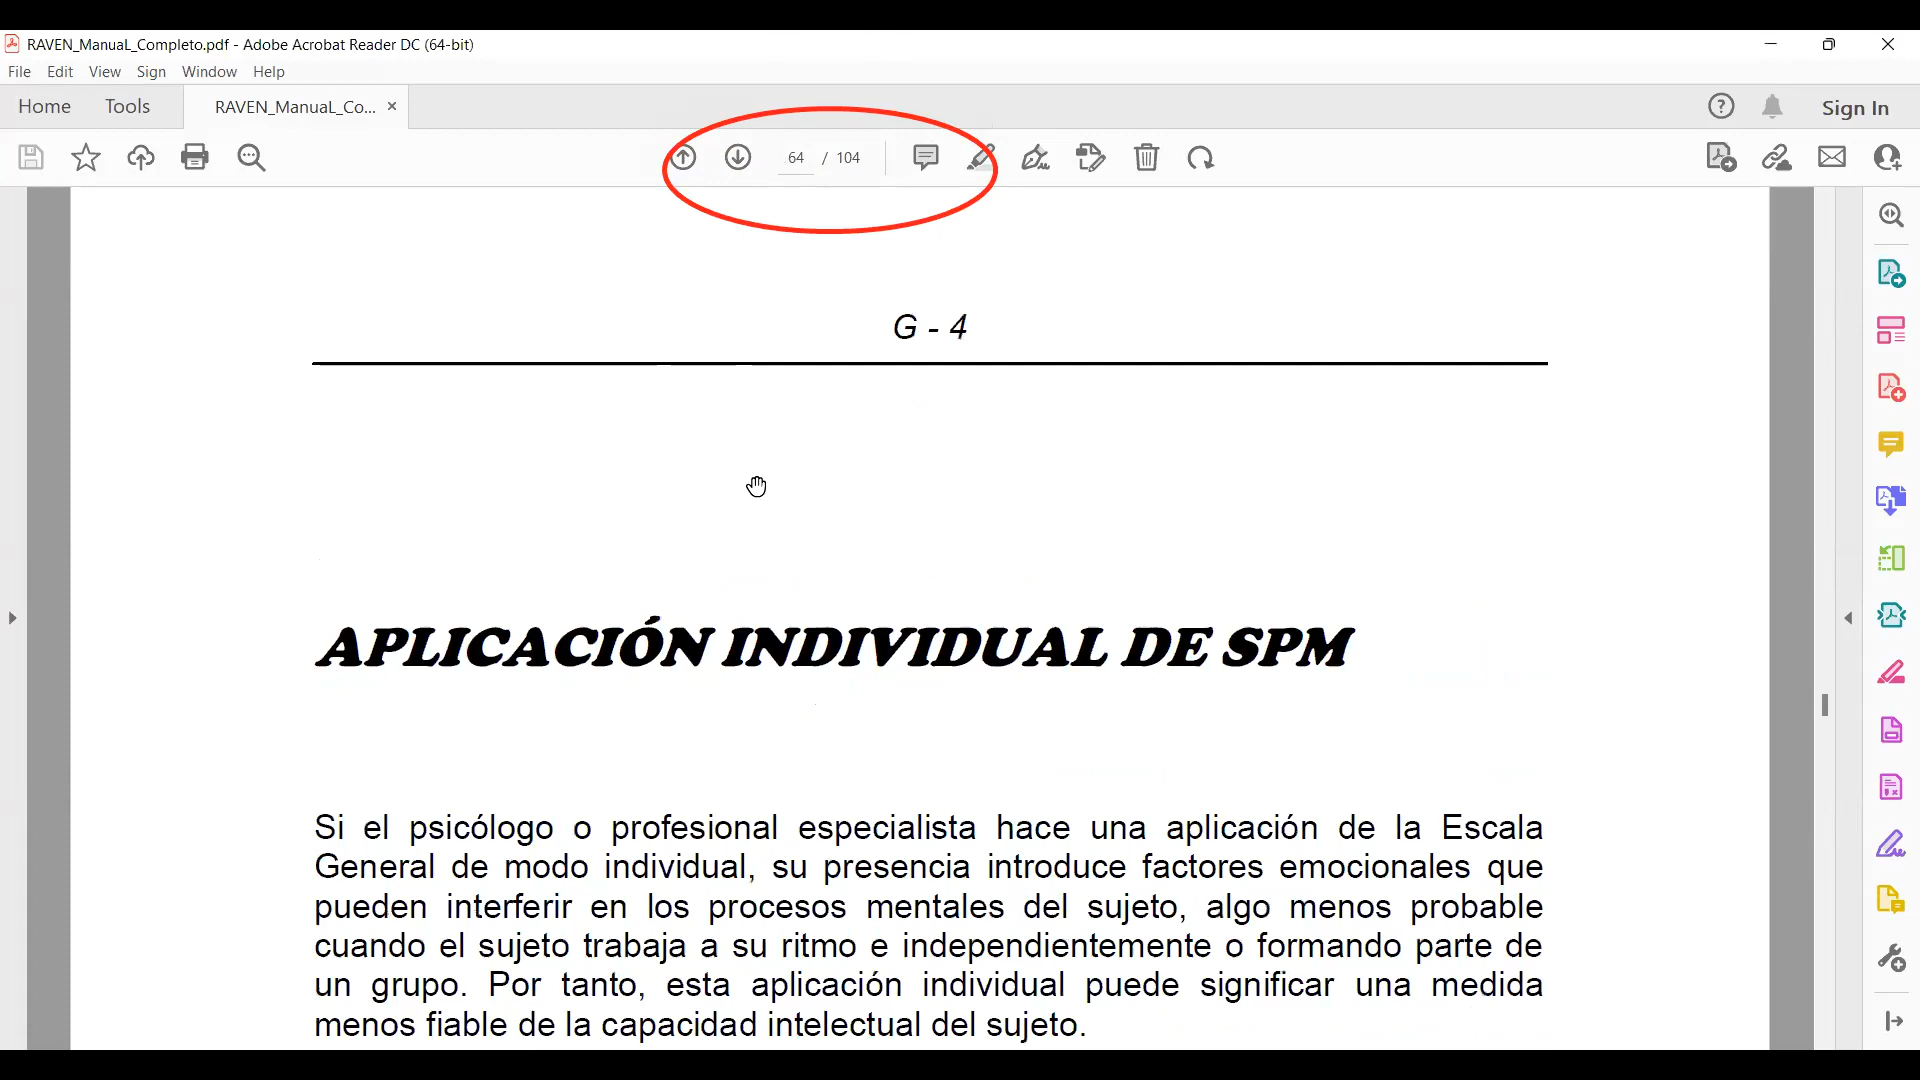 RAVEN_ManuaL_Completo.pdf - Adobe Acrobat Reader DC (64-bit)
File Edit View Sign Window Help
Home Tools RAVEN_ManuaL_Co... Sign In
64 / 104
G - 4
APLICACIÓN INDIVIDUAL DE SPM
Si el psicólogo o profesional especialista hace una aplicación de la Escala
General de modo individual, su presencia introduce factores emocionales que
pueden interferir en los procesos mentales del sujeto, algo menos probable
cuando el sujeto trabaja a su ritmo e independientemente o formando parte de
un grupo. Por tanto, esta aplicación individual puede significar una medida
menos fiable de la capacidad intelectual del sujeto.